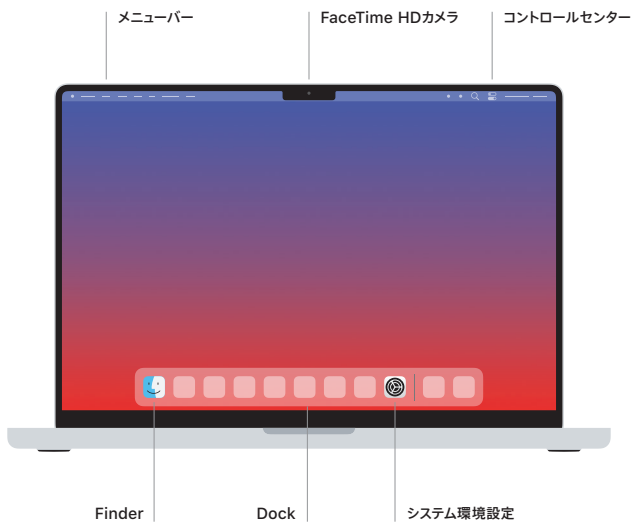 メニューバー
FaceTime HDカメラ
コントロールセンター
Finder
Dock
システム環境設定